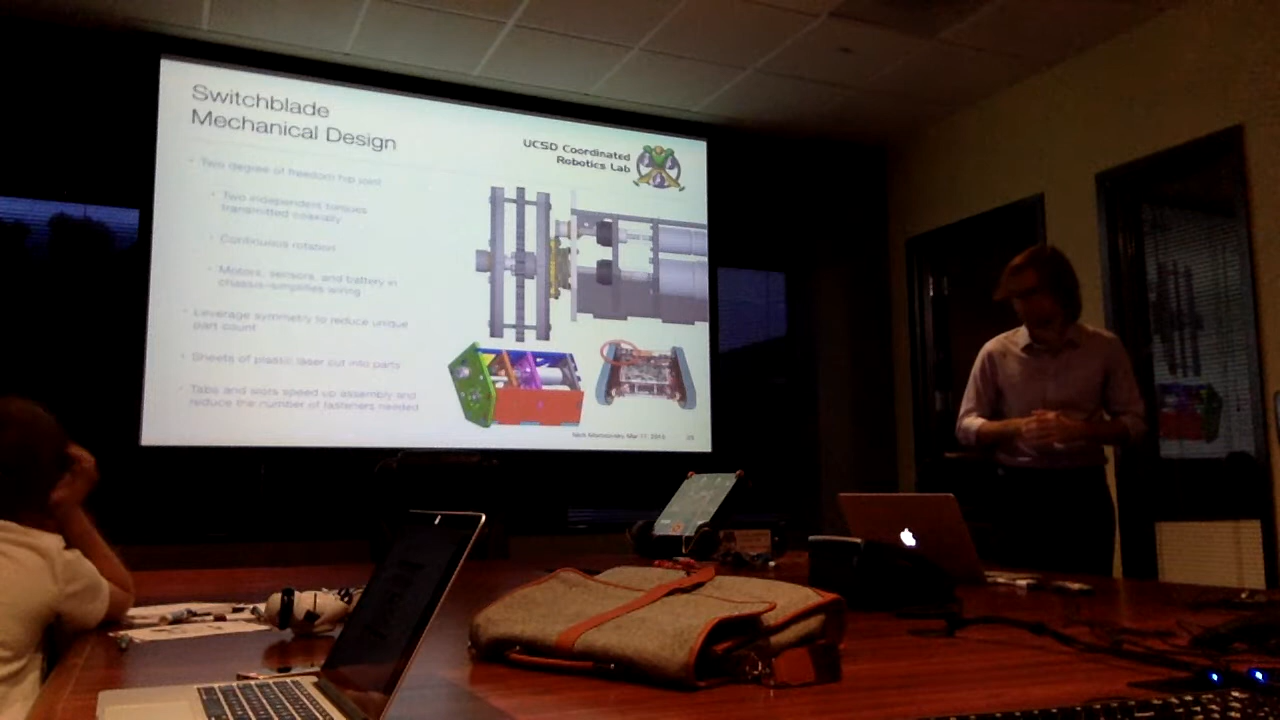 Switchblade
Mechanical Design
UCSD Coordinated
Robotics Lab
Two degree of freedom hip joint
Two independent torques
transmitted coaxially
Continuous rotation
Motors, sensors, and battery in
chassis-simplifies wiring
Leverage symmetry to reduce unique
part count
Sheets of plastic laser cut into parts
Tabs and slots speed up assembly and
reduce the number of fasteners needed